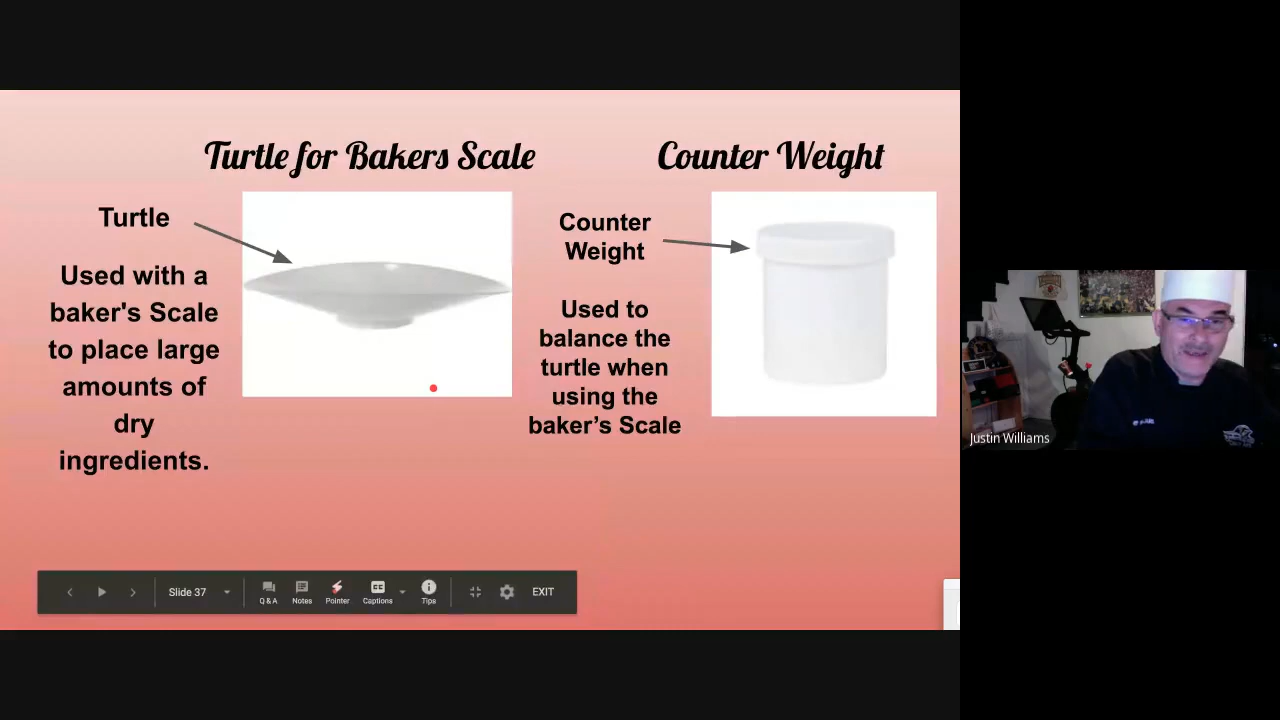 Turtle for Bakers Scale
Counter Weight
Turtle
Used with a
baker's Scale
to place large
amounts of
dry
ingredients.
Counter
Weight
Used to
balance the
turtle when
using the
baker’s Scale
Slide 37
Q & A
Notes
Pointer
CC
Captions
Tips
EXIT
Justin Williams